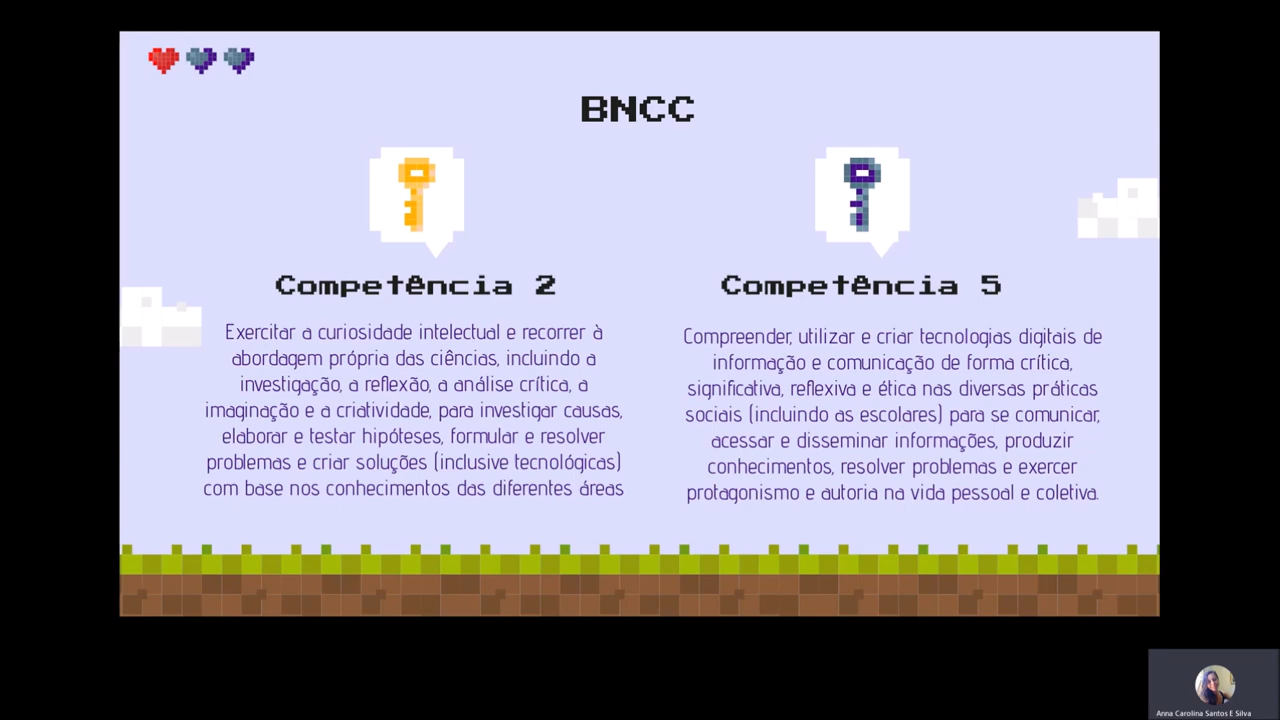 BNCC
Competência 2
Exercitar a curiosidade intelectual e recorrer à
abordagem própria das ciências, incluindo a
investigação, a reflexão, a análise crítica, a
imaginação e a criatividade, para investigar causas,
elaborar e testar hipóteses, formular e resolver
problemas e criar soluções (inclusive tecnológicas)
com base nos conhecimentos das diferentes áreas
Competência 5
Compreender, utilizar e criar tecnologias digitais de
informação e comunicação de forma crítica,
significativa, reflexiva e ética nas diversas práticas
sociais (incluindo as escolares) para se comunicar,
acessar e disseminar informações, produzir
conhecimentos, resolver problemas e exercer
protagonismo e autoria na vida pessoal e coletiva.
Anna Carolina Santos E Silva